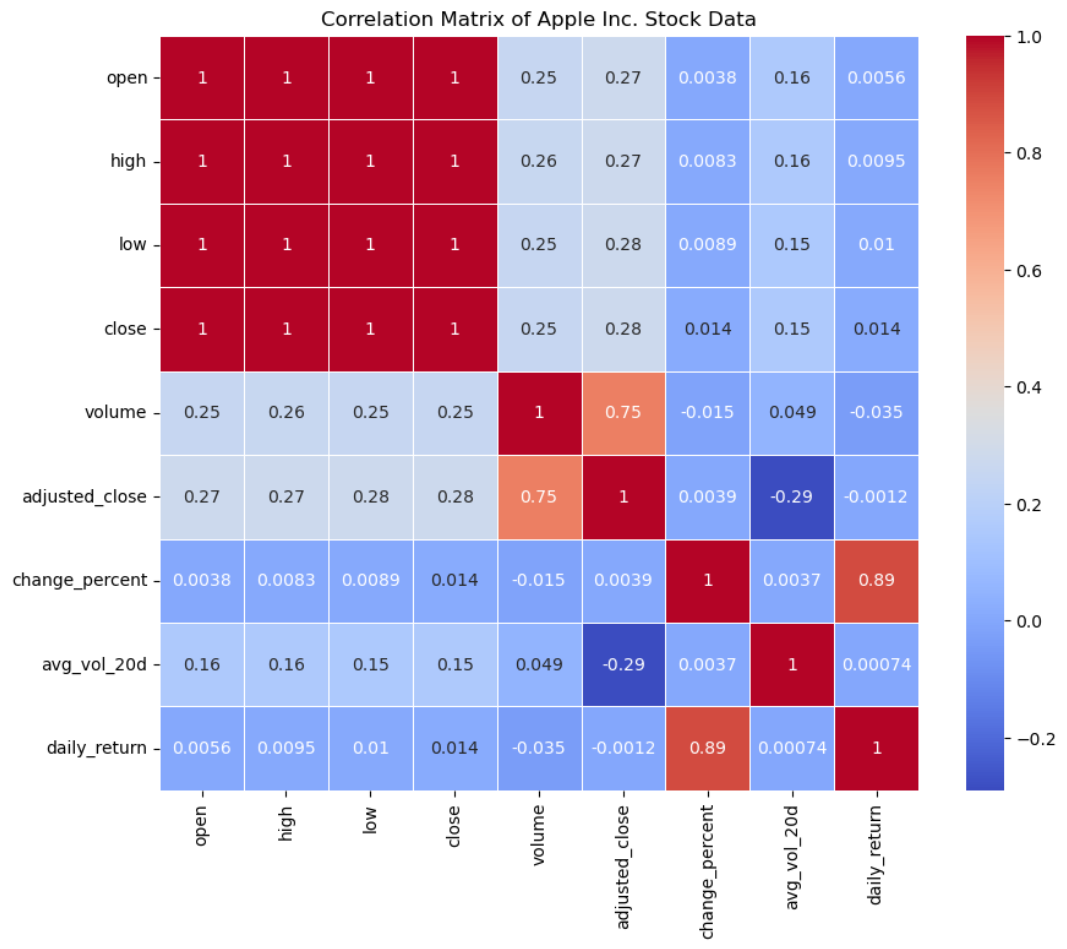 Correlation Matrix of Apple Inc. Stock Data
open 1 1 1 1 0.25 0.27 0.0038 0.16 0.0056
high 1 1 1 1 0.26 0.27 0.0083 0.16 0.0095
low 1 1 1 1 0.25 0.28 0.0089 0.15 0.01
close 1 1 1 1 0.25 0.28 0.014 0.15 0.014
volume 0.25 0.26 0.25 0.25 1 0.75 -0.015 0.049 -0.035
adjusted_close 0.27 0.27 0.28 0.28 0.75 1 0.0039 -0.29 -0.0012
change_percent 0.0038 0.0083 0.0089 0.014 -0.015 0.0039 1 0.0037 0.89
avg_vol_20d 0.16 0.16 0.15 0.15 0.049 -0.29 0.0037 1 0.00074
daily_return 0.0056 0.0095 0.01 0.014 -0.035 -0.0012 0.89 0.00074 1
open high low close volume adjusted_close change_percent avg_vol_20d daily_return
1.0
0.8
0.6
0.4
0.2
0.0
−0.2